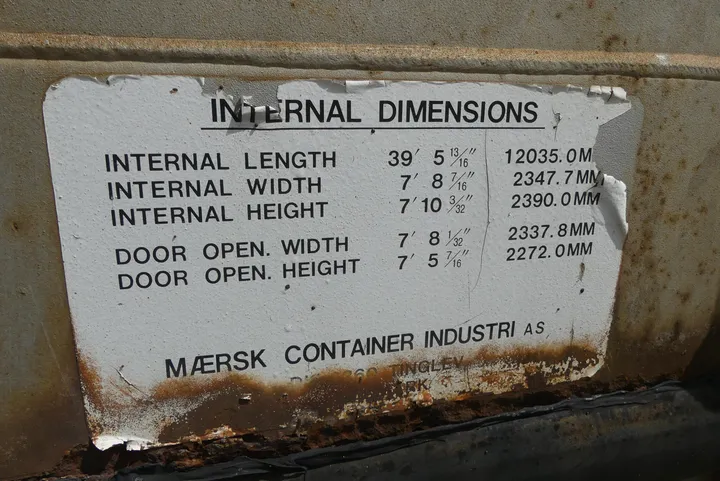 INTERNAL DIMENSIONS
INTERNAL LENGTH 39′ 5 13/16″ 12035.0M
INTERNAL WIDTH 7′ 8 7/16″ 2347.7MM
INTERNAL HEIGHT 7′ 10 3/32″ 2390.0MM
DOOR OPEN. WIDTH 7′ 8 1/32″ 2337.8MM
DOOR OPEN. HEIGHT 7′ 5 7/16″ 2272.0MM
MÆRSK CONTAINER INDUSTRI AS
TINGLEV